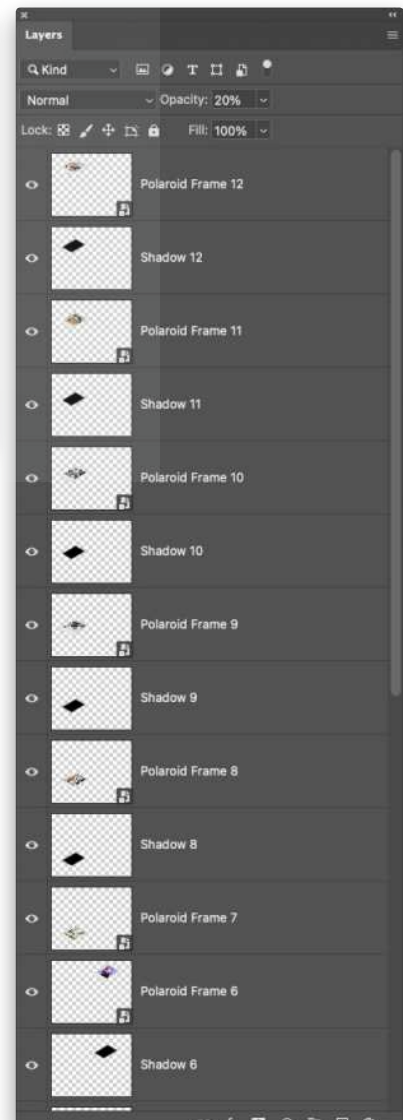 Layers
Kind
Normal Opacity: 20%
Lock: Fill: 100%
Polaroid Frame 12
Shadow 12
Polaroid Frame 11
Shadow 11
Polaroid Frame 10
Shadow 10
Polaroid Frame 9
Shadow 9
Polaroid Frame 8
Shadow 8
Polaroid Frame 7
Polaroid Frame 6
Shadow 6